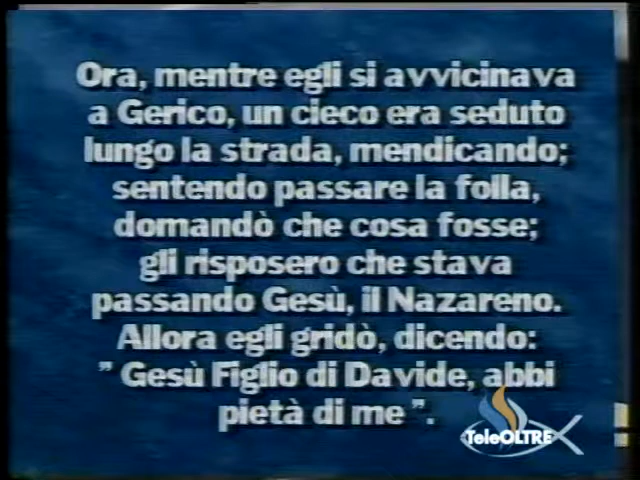 Ora, mentre egli si avvicinava
a Gerico, un cieco era seduto
lungo la strada, mendicando;
sentendo passare la folla,
domandò che cosa fosse;
gli risposero che stava
passando Gesù, il Nazareno.
Allora egli gridò, dicendo:
" Gesù Figlio di Davide, abbi
pietà di me ".
TeleOLTRE